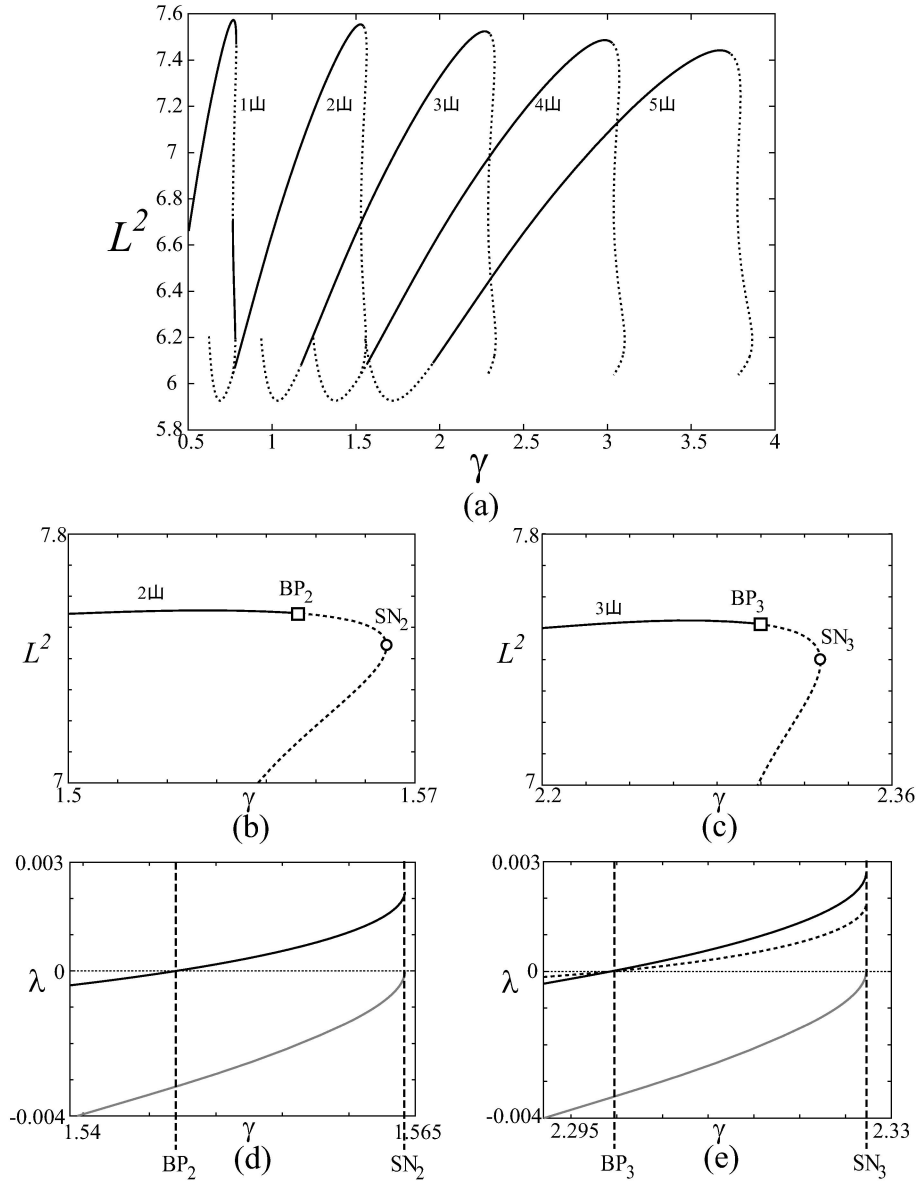 7.6
7.4
7.2
7
6.8
6.6
6.4
6.2
6
5.8
L²
1山
2山
3山
4山
5山
0.5
1
1.5
2
2.5
3
3.5
4
γ
(a)
7.8
7
L²
2山
BP₂
SN₂
1.5
γ
1.57
(b)
7.8
7
L²
3山
BP₃
SN₃
2.2
γ
2.36
(c)
0.003
0
-0.004
λ
1.54
γ
1.565
BP₂
(d)
SN₂
0.003
0
-0.004
λ
2.295
γ
2.33
BP₃
(e)
SN₃